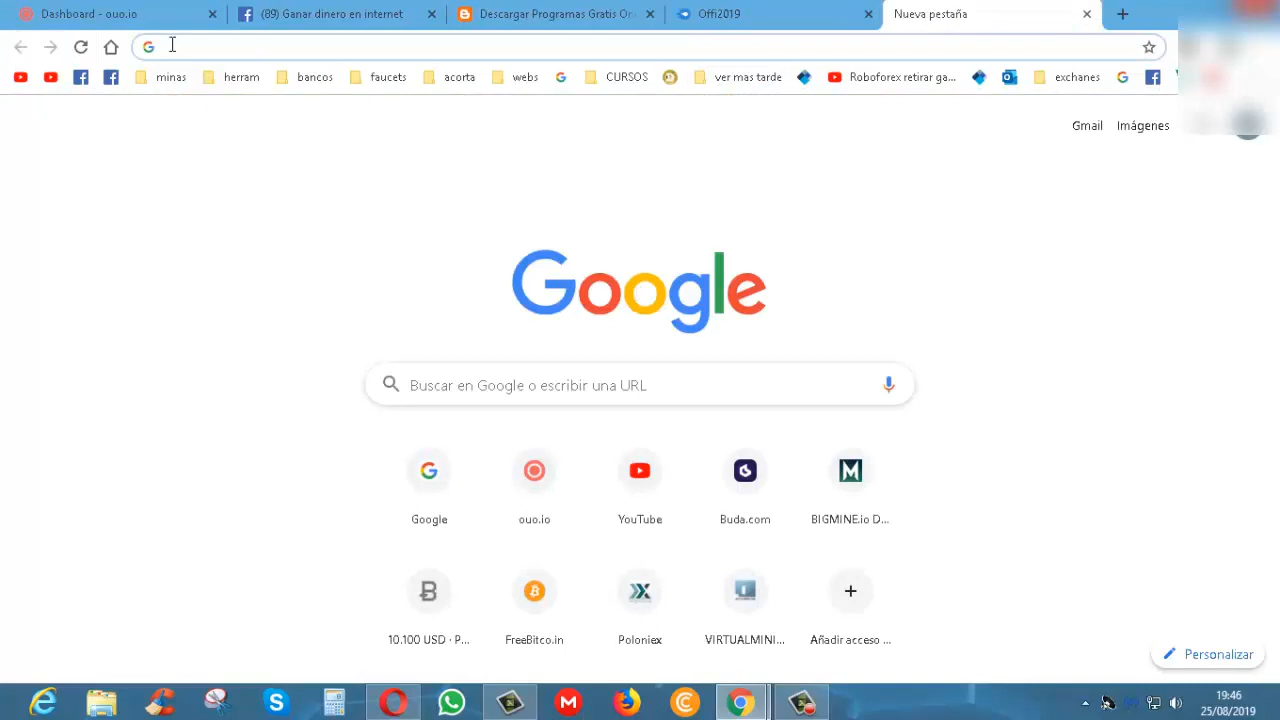 Dashboard - ouo.io
(89) Ganar dinero en internet
Descargar Programas Gratis On
Offi2019
Nueva pestaña
minas
herram
bancos
faucets
acorta
webs
CURSOS
ver mas tarde
Roboforex retirar ga...
exchanes
Gmail
Imágenes
Google
Buscar en Google o escribir una URL
Google
ouo.io
YouTube
Buda.com
BIGMINE.io D...
10.100 USD · P...
FreeBitco.in
Poloniex
VIRTUALMINI...
Añadir acceso ...
Personalizar
19:46
25/08/2019